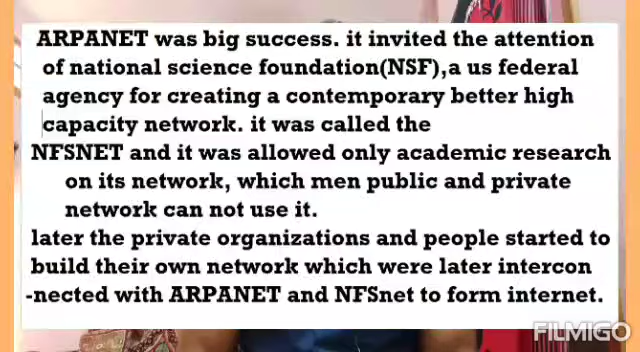 ARPANET was big success. it invited the attention
of national science foundation(NSF),a us federal
agency for creating a contemporary better high
capacity network. it was called the
NFSNET and it was allowed only academic research
on its network, which men public and private
network can not use it.
later the private organizations and people started to
build their own network which were later intercon
-nected with ARPANET and NFSnet to form internet.
FILMIGO